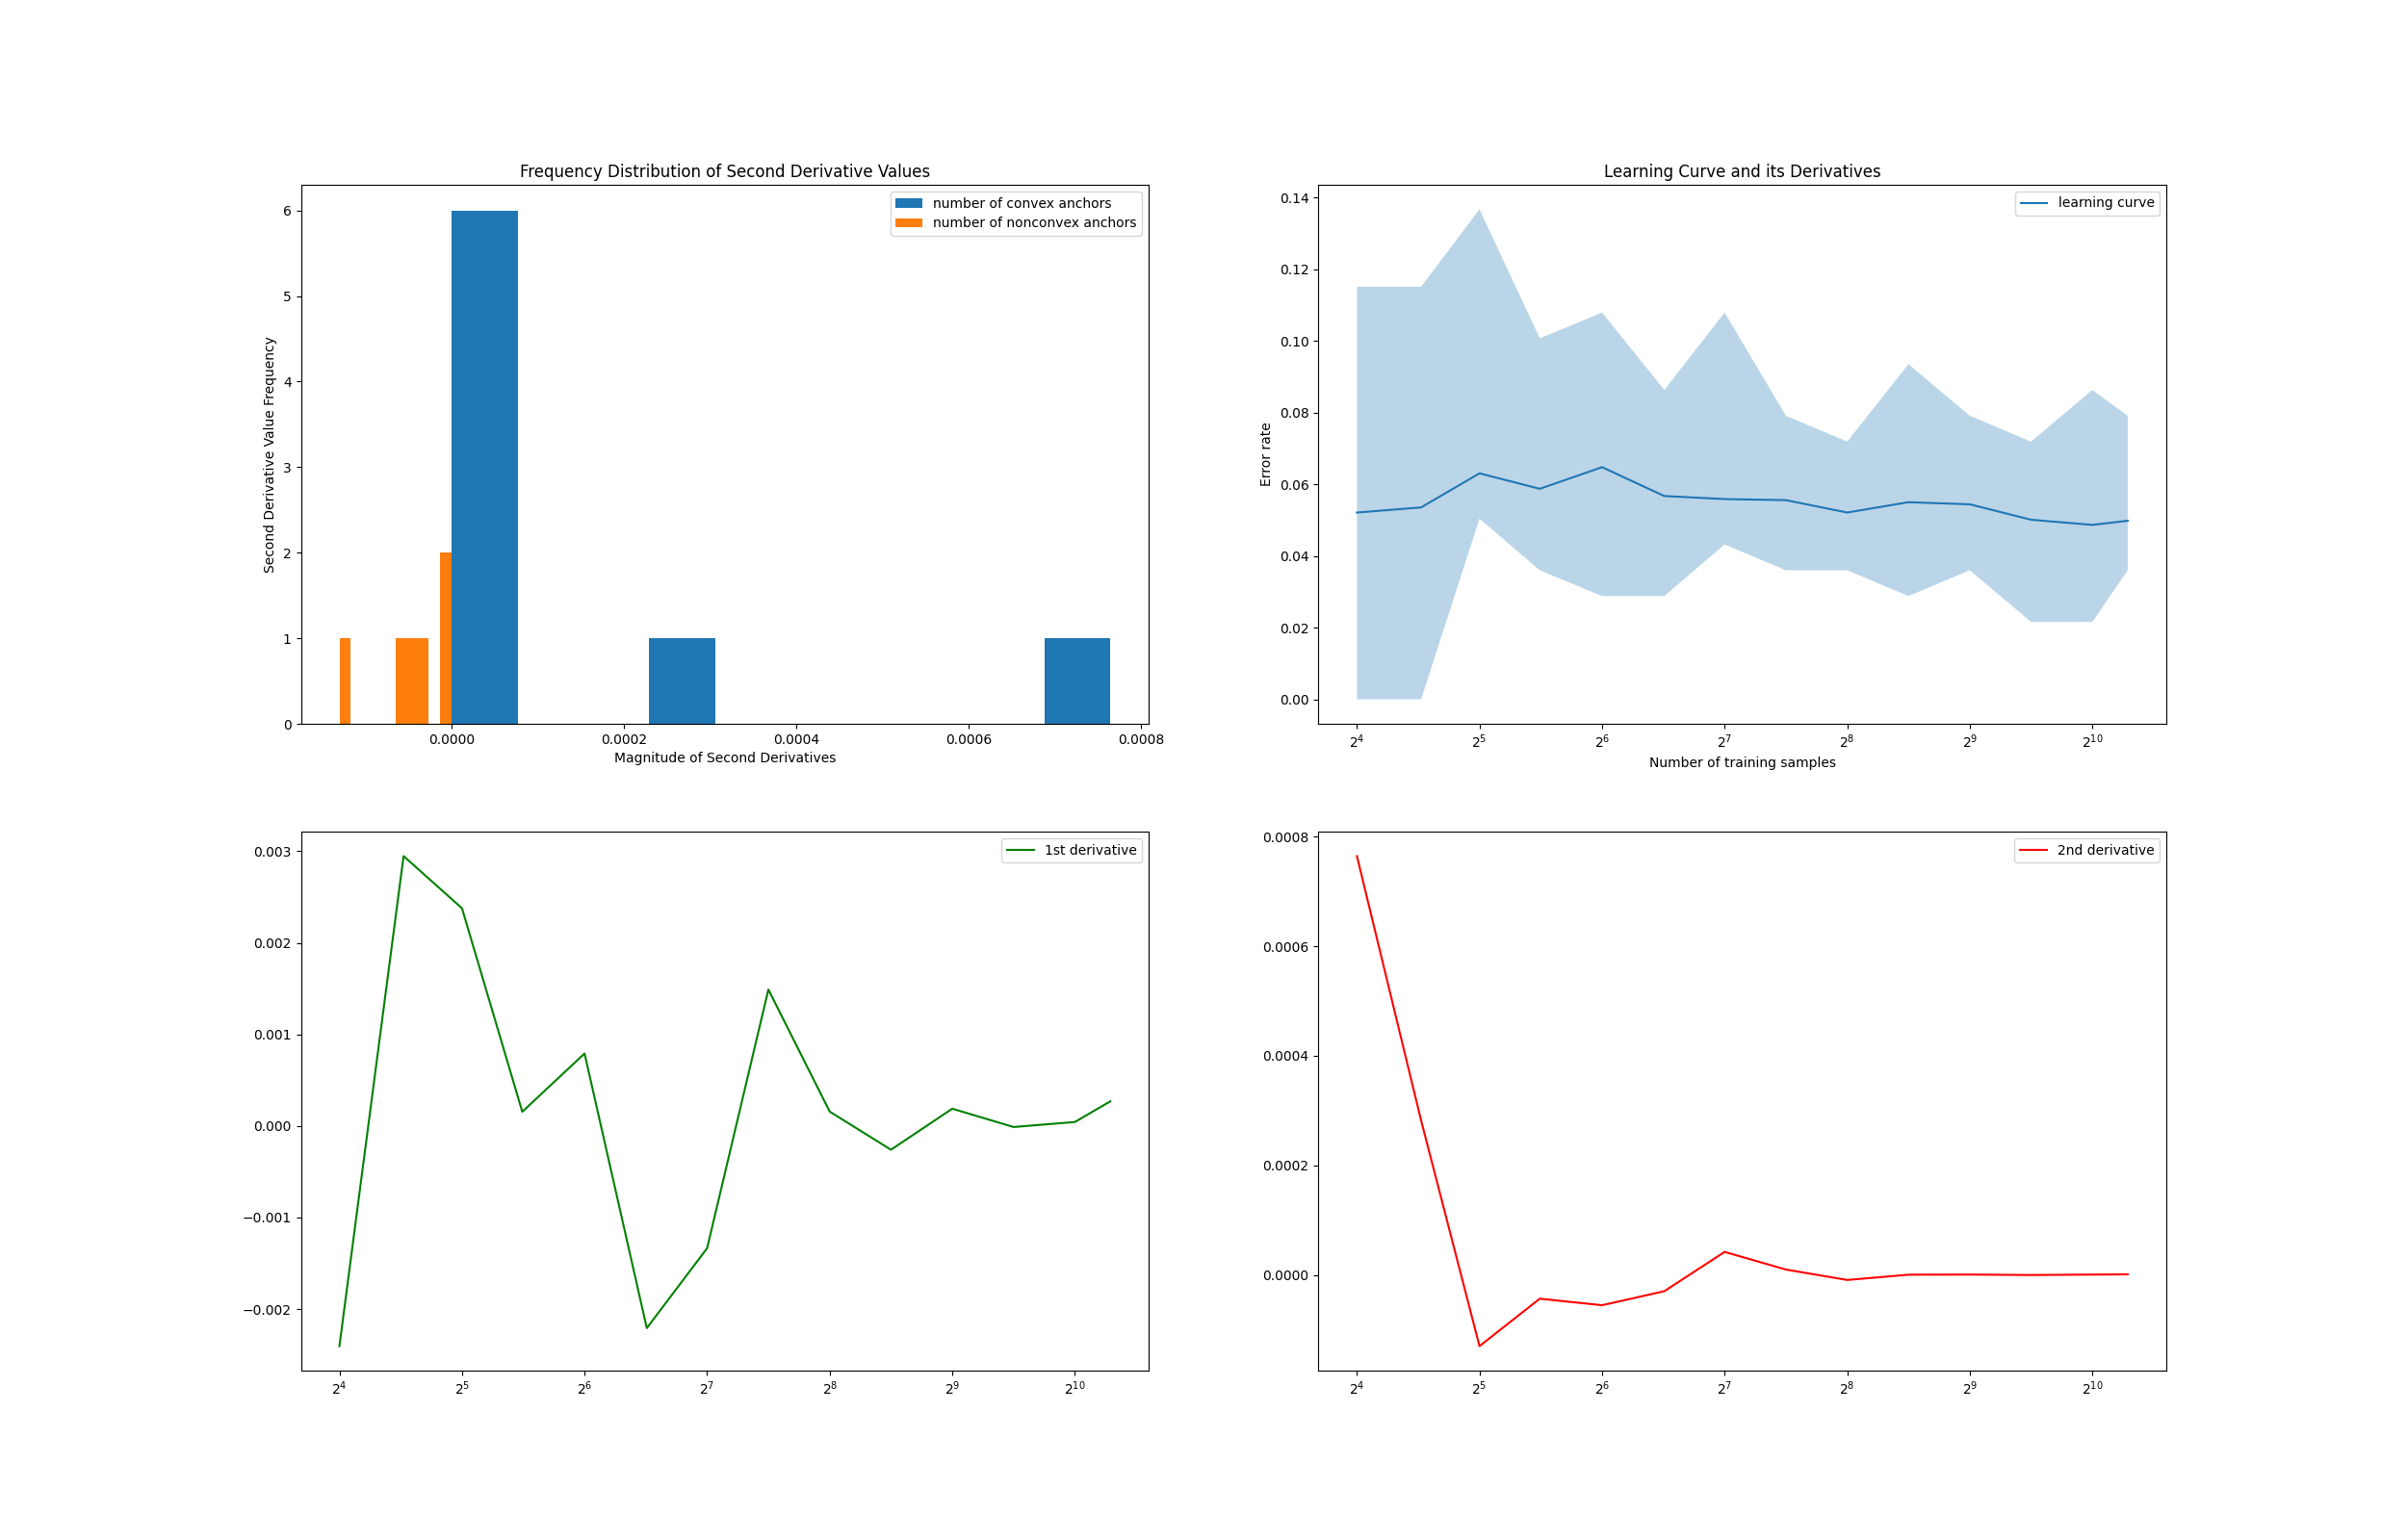 Frequency Distribution of Second Derivative Values
number of convex anchors
number of nonconvex anchors
6
5
4
3
2
1
0
Second Derivative Value Frequency
0.0000 0.0002 0.0004 0.0006 0.0008
Magnitude of Second Derivatives
Learning Curve and its Derivatives
learning curve
0.14
0.12
0.10
0.08
0.06
0.04
0.02
0.00
Error rate
2⁴ 2⁵ 2⁶ 2⁷ 2⁸ 2⁹ 2¹⁰
Number of training samples
1st derivative
0.003
0.002
0.001
0.000
−0.001
−0.002
2⁴ 2⁵ 2⁶ 2⁷ 2⁸ 2⁹ 2¹⁰
2nd derivative
0.0008
0.0006
0.0004
0.0002
0.0000
2⁴ 2⁵ 2⁶ 2⁷ 2⁸ 2⁹ 2¹⁰